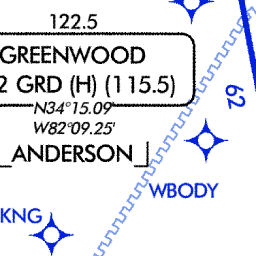 122.5
GREENWOOD
2 GRD (H) (115.5)
N34°15.09'
W82°09.25'
62
ANDERSON
WBODY
KNG